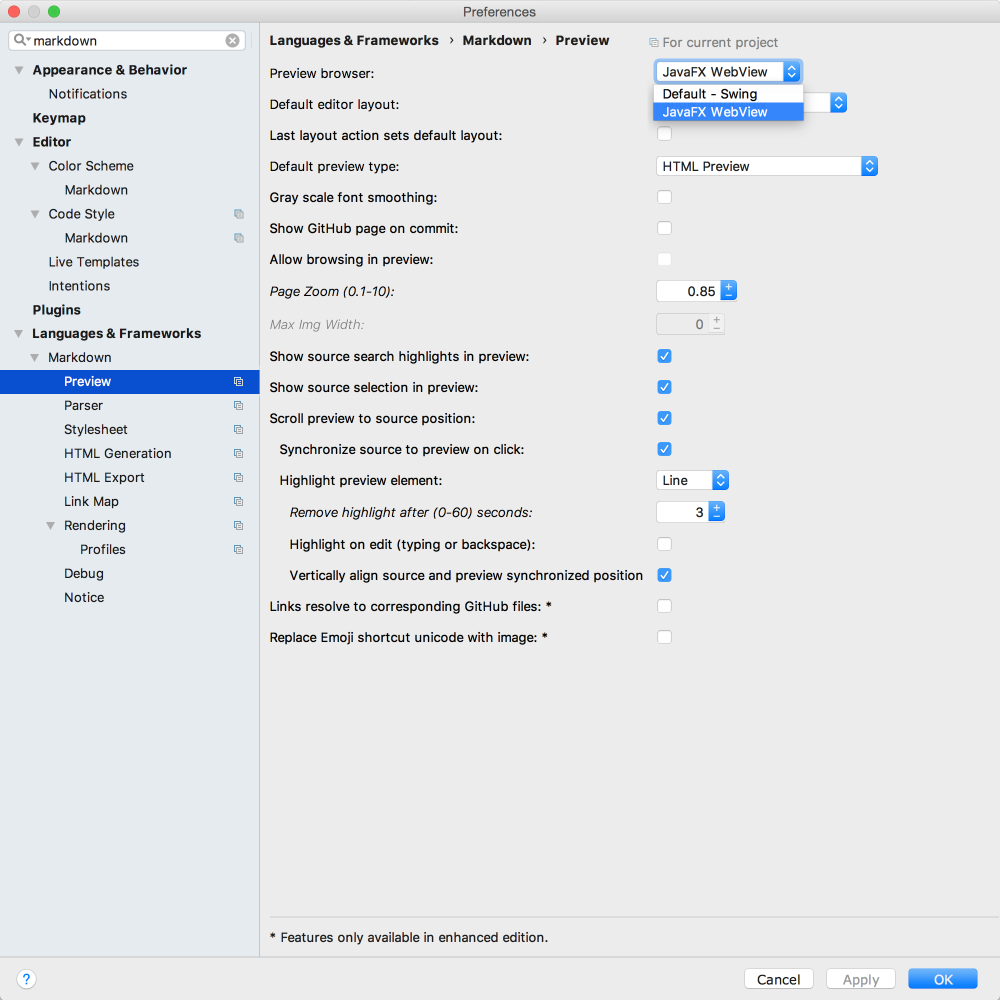 Preferences
markdown
Appearance & Behavior
Notifications
Keymap
Editor
Color Scheme
Markdown
Code Style
Markdown
Live Templates
Intentions
Plugins
Languages & Frameworks
Markdown
Preview
Parser
Stylesheet
HTML Generation
HTML Export
Link Map
Rendering
Profiles
Debug
Notice
Languages & Frameworks › Markdown › Preview For current project
Preview browser: JavaFX WebView
Default - Swing
JavaFX WebView
Default editor layout:
Last layout action sets default layout:
Default preview type: HTML Preview
Gray scale font smoothing:
Show GitHub page on commit:
Allow browsing in preview:
Page Zoom (0.1-10): 0.85
Max Img Width: 0
Show source search highlights in preview:
Show source selection in preview:
Scroll preview to source position:
Synchronize source to preview on click:
Highlight preview element: Line
Remove highlight after (0-60) seconds: 3
Highlight on edit (typing or backspace):
Vertically align source and preview synchronized position
Links resolve to corresponding GitHub files: *
Replace Emoji shortcut unicode with image: *
* Features only available in enhanced edition.
? Cancel Apply OK